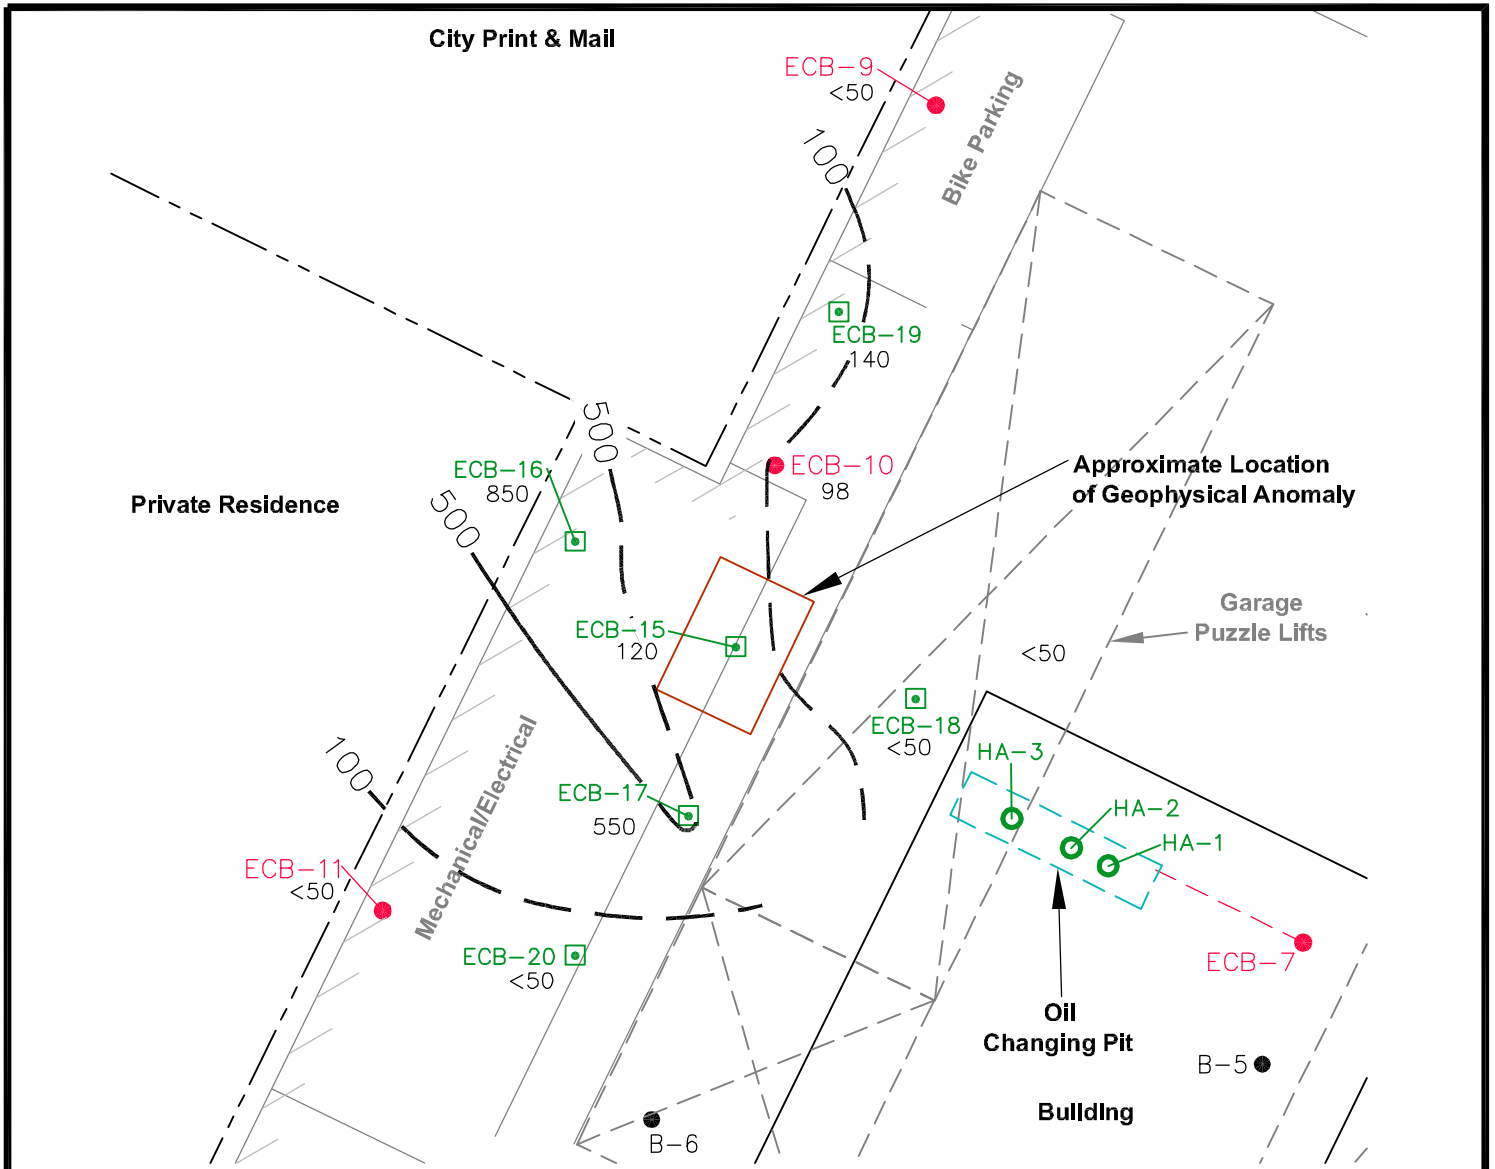 City Print & Mail
ECB-9
<50
Bike Parking
100
ECB-19
140
500
ECB-16
850
ECB-10
98
Approximate Location
of Geophysical Anomaly
Private Residence
500
Garage
Puzzle Lifts
ECB-15
120
<50
ECB-18
<50
HA-3
100
Mechanical/Electrical
ECB-17
550
HA-2
HA-1
ECB-11
<50
ECB-20
<50
ECB-7
Oil
Changing Pit
B-5
Building
B-6